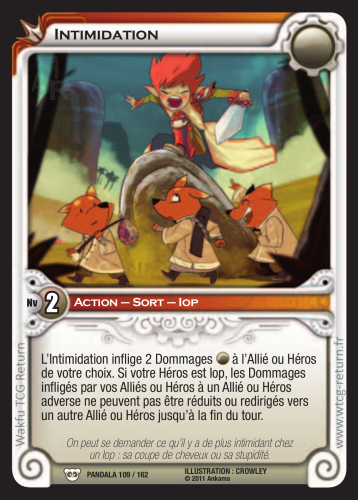 INTIMIDATION
Nv 2 ACTION – SORT – IOP
L'Intimidation inflige 2 Dommages à l'Allié ou Héros
de votre choix. Si votre Héros est Iop, les Dommages
infligés par vos Alliés ou Héros à un Allié ou Héros
adverse ne peuvent pas être réduits ou redirigés vers
un autre Allié ou Héros jusqu'à la fin du tour.
On peut se demander ce qu'il y a de plus intimidant chez
un Iop : sa coupe de cheveux ou sa stupidité.
PANDALA 109 / 162
ILLUSTRATION : CROWLEY
© 2011 Ankama
Wakfu TCG Return
www.wtcg-return.fr